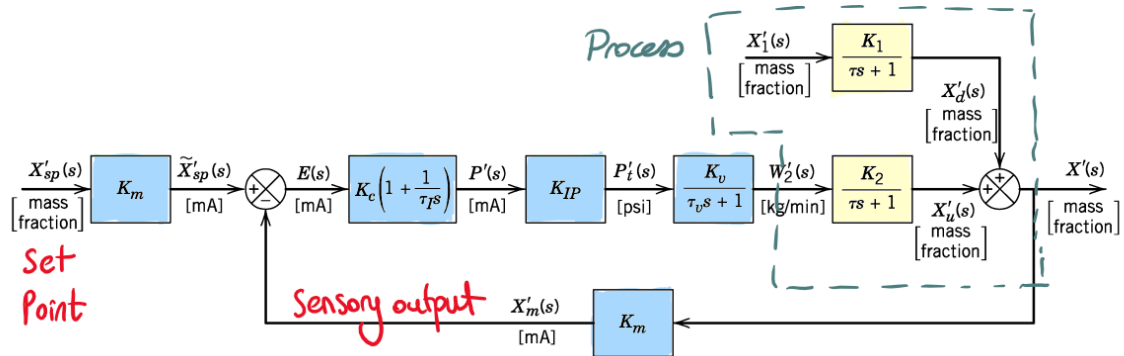 Process
X′₁(s)
[mass
fraction]
K₁
τs + 1
X′d(s)
[mass
fraction]
X′sp(s)
[mass
fraction]
Kₘ
X̃′sp(s)
[mA]
+
−
E(s)
[mA]
Kc(1 + 1/τIs)
P′(s)
[mA]
KIP
P′t(s)
[psi]
Kv
τvs + 1
W′₂(s)
[kg/min]
K₂
τs + 1
X′u(s)
[mass
fraction]
+
+
X′(s)
[mass
fraction]
Set
Point
Sensory output
X′m(s)
[mA]
Kₘ